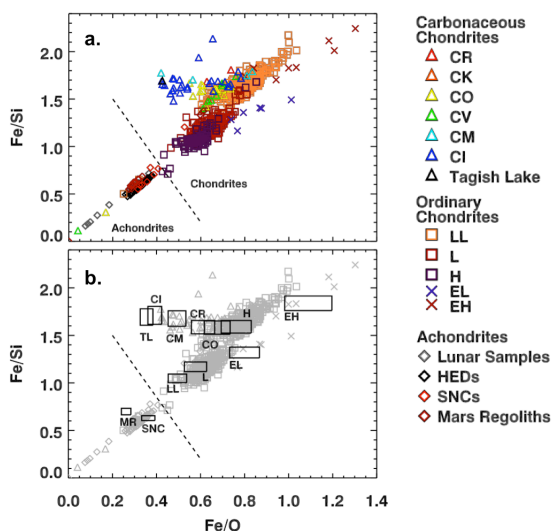 a.
Fe/Si
2.0
1.5
1.0
0.5
0.0
Chondrites
Achondrites
b.
Fe/Si
2.0
1.5
1.0
0.5
0.0
CI
CR
H
EH
TL
CM
CO
EL
L
LL
MR
SNC
0.0 0.2 0.4 0.6 0.8 1.0 1.2 1.4
Fe/O
Carbonaceous
Chondrites
CR
CK
CO
CV
CM
CI
Tagish Lake
Ordinary
Chondrites
LL
L
H
EL
EH
Achondrites
Lunar Samples
HEDs
SNCs
Mars Regoliths